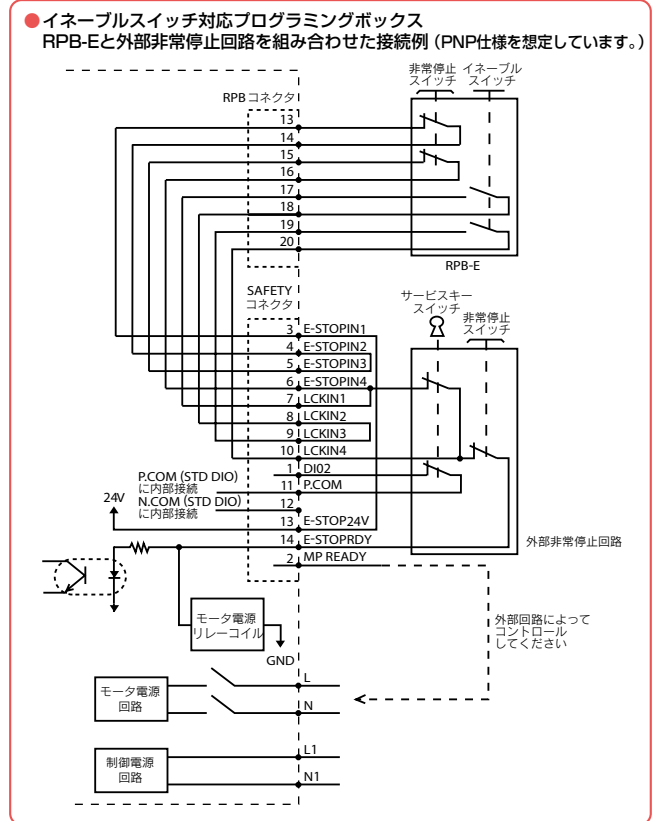 ●イネーブルスイッチ対応プログラミングボックス
RPB-Eと外部非常停止回路を組み合わせた接続例（PNP仕様を想定しています。）
非常停止
スイッチ
イネーブル
スイッチ
RPBコネクタ
13
14
15
16
17
18
19
20
RPB-E
SAFETY
コネクタ
サービスキー
スイッチ
非常停止
スイッチ
3 E-STOPIN1
4 E-STOPIN2
5 E-STOPIN3
6 E-STOPIN4
7 LCKIN1
8 LCKIN2
9 LCKIN3
10 LCKIN4
1 DI02
11 P.COM
12
13 E-STOP24V
14 E-STOPRDY
2 MP READY
P.COM (STD DIO)
に内部接続
N.COM (STD DIO)
に内部接続
24V
外部非常停止回路
モータ電源
リレーコイル
GND
外部回路によって
コントロール
してください
モータ電源
回路
L
N
制御電源
回路
L1
N1